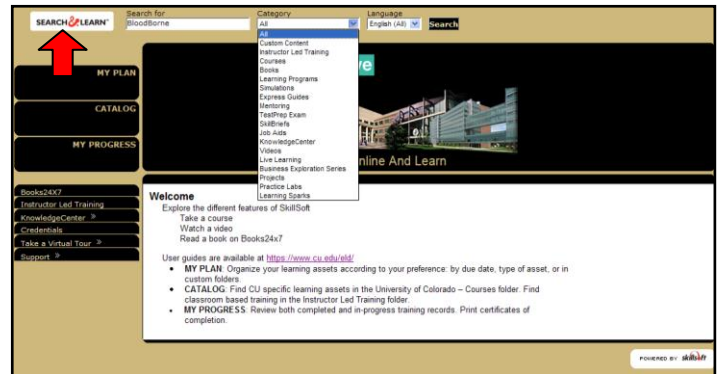 SEARCH & LEARN™
Search for
Category
Language
BloodBorne
All
English (All)
Search
All
Custom Content
Instructor Led Training
Courses
Books
Learning Programs
Simulations
Express Guides
Mentoring
TestPrep Exam
SkillBriefs
Job Aids
KnowledgeCenter
Videos
Live Learning
Business Exploration Series
Projects
Practice Labs
Learning Sparks
MY PLAN
CATALOG
MY PROGRESS
nline And Learn
Books24X7
Instructor Led Training
KnowledgeCenter »
Credentials
Take a Virtual Tour »
Support »
Welcome
Explore the different features of SkillSoft
Take a course
Watch a video
Read a book on Books24x7
User guides are available at https://www.cu.edu/eld/
• MY PLAN: Organize your learning assets according to your preference: by due date, type of asset, or in
custom folders.
• CATALOG: Find CU specific learning assets in the University of Colorado – Courses folder. Find
classroom based training in the Instructor Led Training folder.
• MY PROGRESS: Review both completed and in-progress training records. Print certificates of
completion.
POWERED BY skillsoft